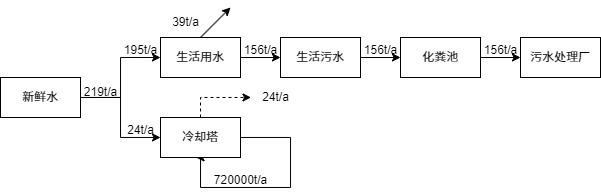 39t/a
195t/a
生活用水
156t/a
生活污水
156t/a
化粪池
156t/a
污水处理厂
新鲜水
219t/a
24t/a
24t/a
冷却塔
720000t/a